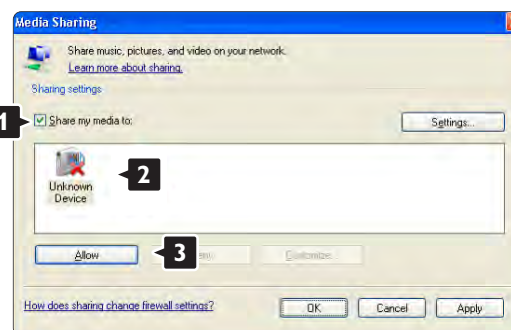 Media Sharing
Share music, pictures, and video on your network.
Learn more about sharing.
Sharing settings
1
Share my media to:
Settings...
2
Unknown
Device
Allow
3
Customize...
How does sharing change firewall settings?
OK
Cancel
Apply